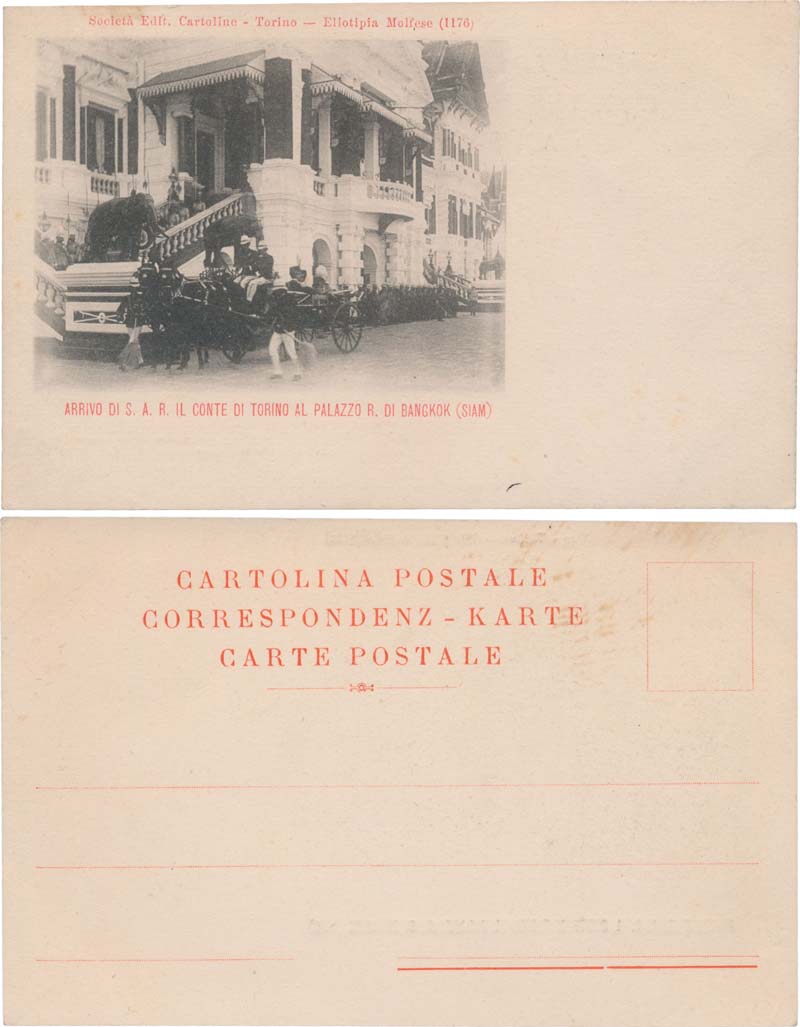 Società Edit. Cartoline - Torino — Eliotipia Molfese (1176)
ARRIVO DI S. A. R. IL CONTE DI TORINO AL PALAZZO R. DI BANGKOK (SIAM)
CARTOLINA POSTALE
CORRESPONDENZ - KARTE
CARTE POSTALE